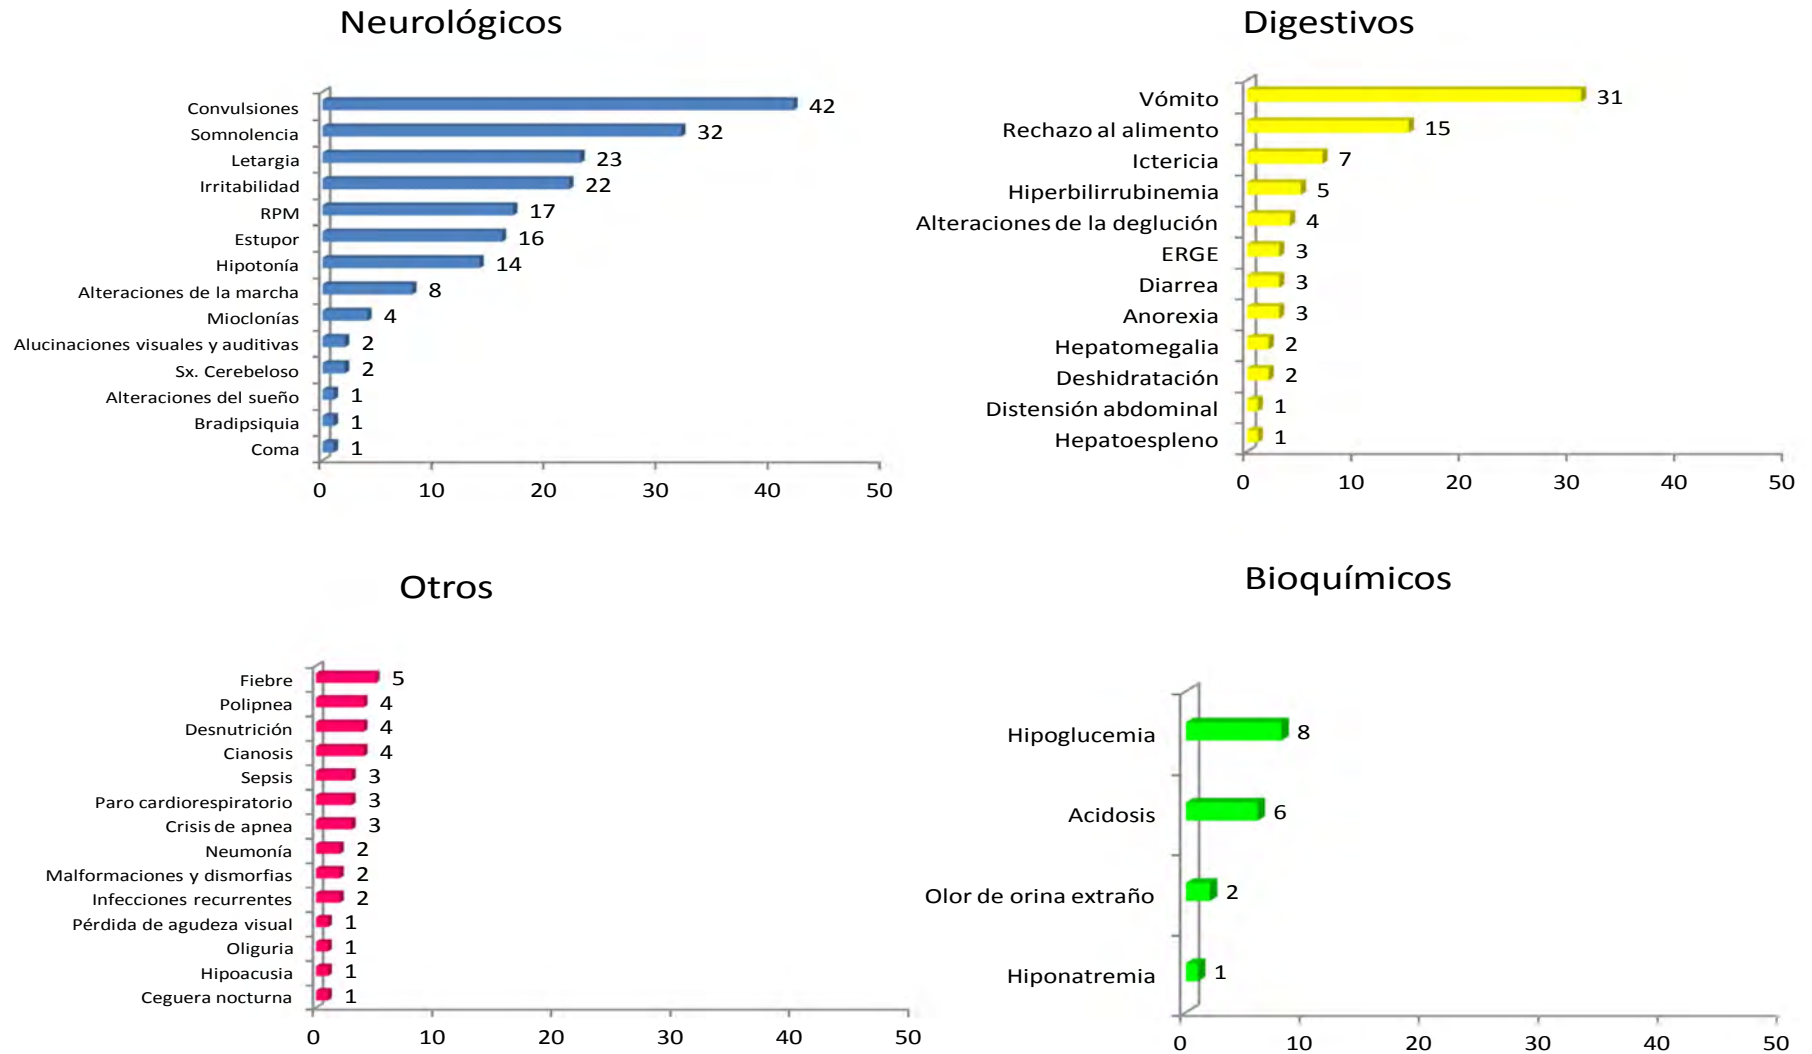 Neurológicos
Convulsiones 42
Somnolencia 32
Letargia 23
Irritabilidad 22
RPM 17
Estupor 16
Hipotonía 14
Alteraciones de la marcha 8
Mioclonías 4
Alucinaciones visuales y auditivas 2
Sx. Cerebeloso 2
Alteraciones del sueño 1
Bradipsiquia 1
Coma 1
0 10 20 30 40 50
Digestivos
Vómito 31
Rechazo al alimento 15
Ictericia 7
Hiperbilirrubinemia 5
Alteraciones de la deglución 4
ERGE 3
Diarrea 3
Anorexia 3
Hepatomegalia 2
Deshidratación 2
Distensión abdominal 1
Hepatoespleno 1
0 10 20 30 40 50
Otros
Fiebre 5
Polipnea 4
Desnutrición 4
Cianosis 4
Sepsis 3
Paro cardiorespiratorio 3
Crisis de apnea 3
Neumonía 2
Malformaciones y dismorfias 2
Infecciones recurrentes 2
Pérdida de agudeza visual 1
Oliguria 1
Hipoacusia 1
Ceguera nocturna 1
0 10 20 30 40 50
Bioquímicos
Hipoglucemia 8
Acidosis 6
Olor de orina extraño 2
Hiponatremia 1
0 10 20 30 40 50